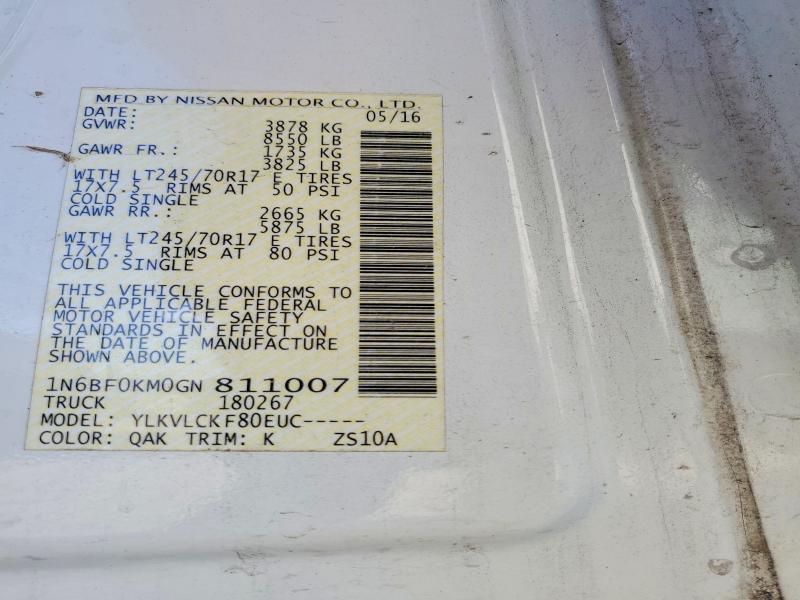 MFD BY NISSAN MOTOR CO., LTD.
DATE: 05/16
GVWR: 3878 KG
8550 LB
GAWR FR.: 1735 KG
3825 LB
WITH LT245/70R17 E TIRES
17X7.5 RIMS AT 50 PSI
COLD SINGLE
GAWR RR.: 2665 KG
5875 LB
WITH LT245/70R17 E TIRES
17X7.5 RIMS AT 80 PSI
COLD SINGLE
THIS VEHICLE CONFORMS TO
ALL APPLICABLE FEDERAL
MOTOR VEHICLE SAFETY
STANDARDS IN EFFECT ON
THE DATE OF MANUFACTURE
SHOWN ABOVE.
1N6BF0KM0GN 811007
TRUCK 180267
MODEL: YLKVLCKF80EUC-----
COLOR: QAK TRIM: K ZS10A